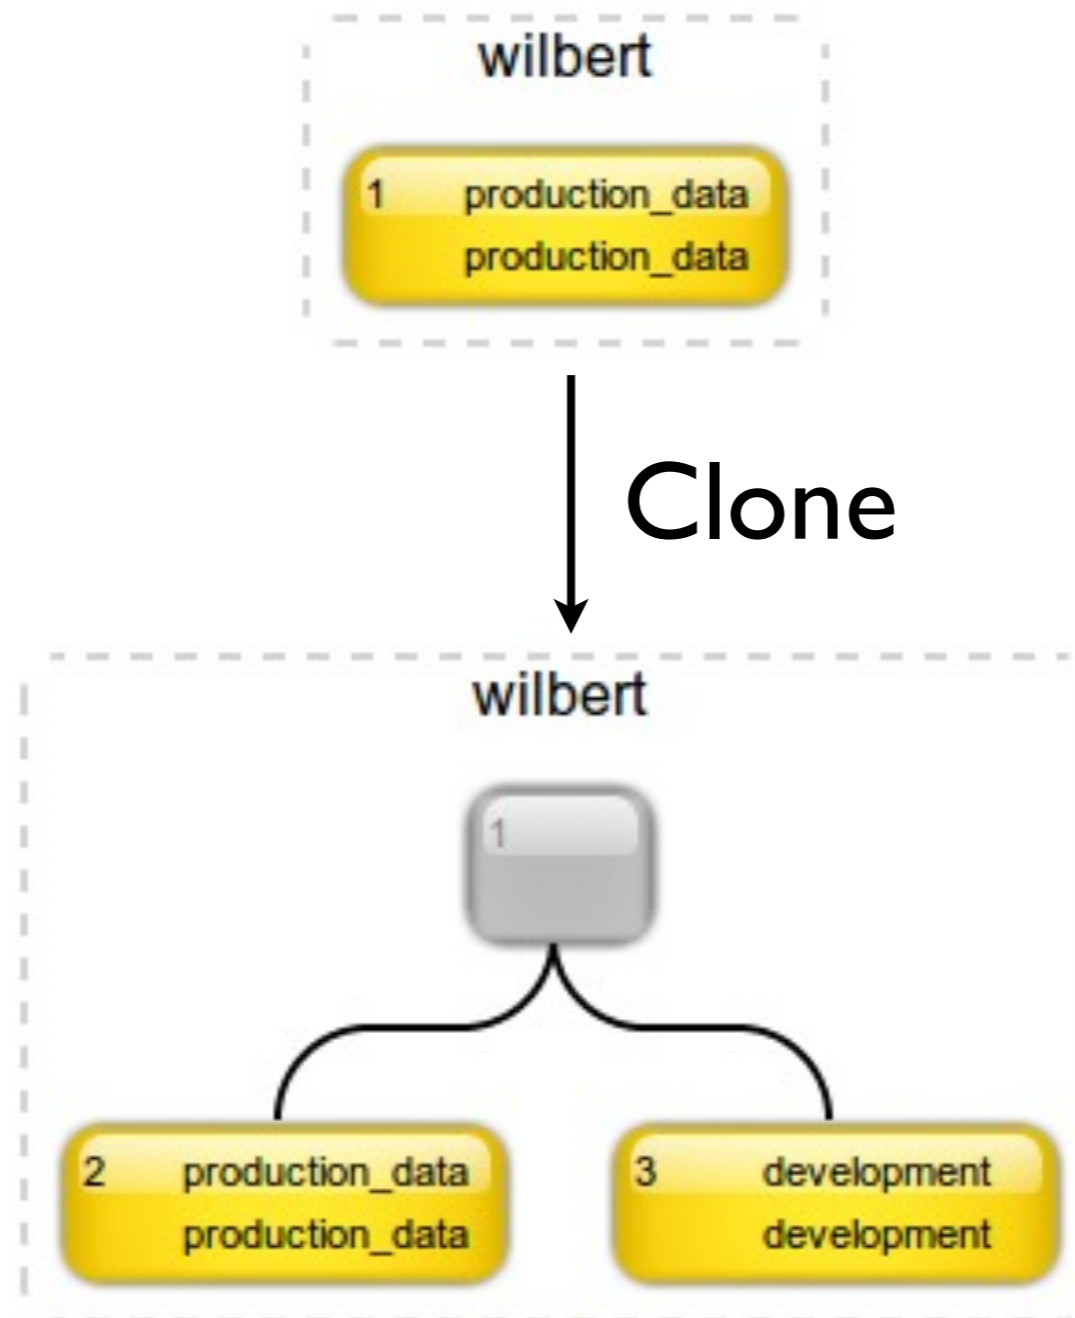 wilbert
1 production_data
production_data
Clone
wilbert
1
2 production_data
production_data
3 development
development